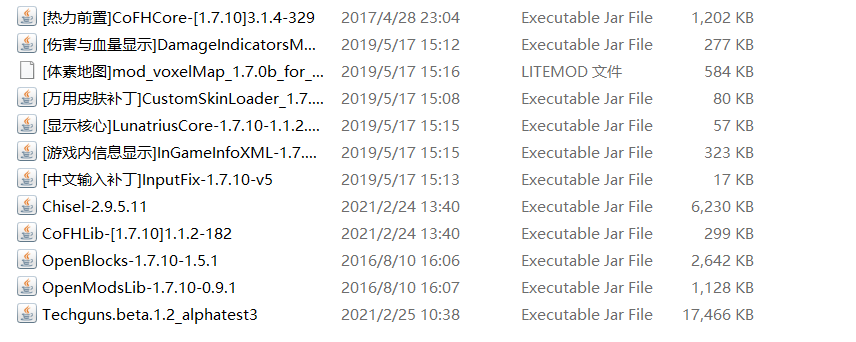 [热力前置]CoFHCore-[1.7.10]3.1.4-329 2017/4/28 23:04 Executable Jar File 1,202 KB
[伤害与血量显示]DamageIndicatorsM... 2019/5/17 15:12 Executable Jar File 277 KB
[体素地图]mod_voxelMap_1.7.0b_for_... 2019/5/17 15:16 LITEMOD 文件 584 KB
[万用皮肤补丁]CustomSkinLoader_1.7.... 2019/5/17 15:08 Executable Jar File 80 KB
[显示核心]LunatriusCore-1.7.10-1.1.2.... 2019/5/17 15:15 Executable Jar File 57 KB
[游戏内信息显示]InGameInfoXML-1.7.... 2019/5/17 15:15 Executable Jar File 323 KB
[中文输入补丁]InputFix-1.7.10-v5 2019/5/17 15:13 Executable Jar File 17 KB
Chisel-2.9.5.11 2021/2/24 13:40 Executable Jar File 6,230 KB
CoFHLib-[1.7.10]1.1.2-182 2021/2/24 13:40 Executable Jar File 299 KB
OpenBlocks-1.7.10-1.5.1 2016/8/10 16:06 Executable Jar File 2,642 KB
OpenModsLib-1.7.10-0.9.1 2016/8/10 16:07 Executable Jar File 1,128 KB
Techguns.beta.1.2_alphatest3 2021/2/25 10:38 Executable Jar File 17,466 KB